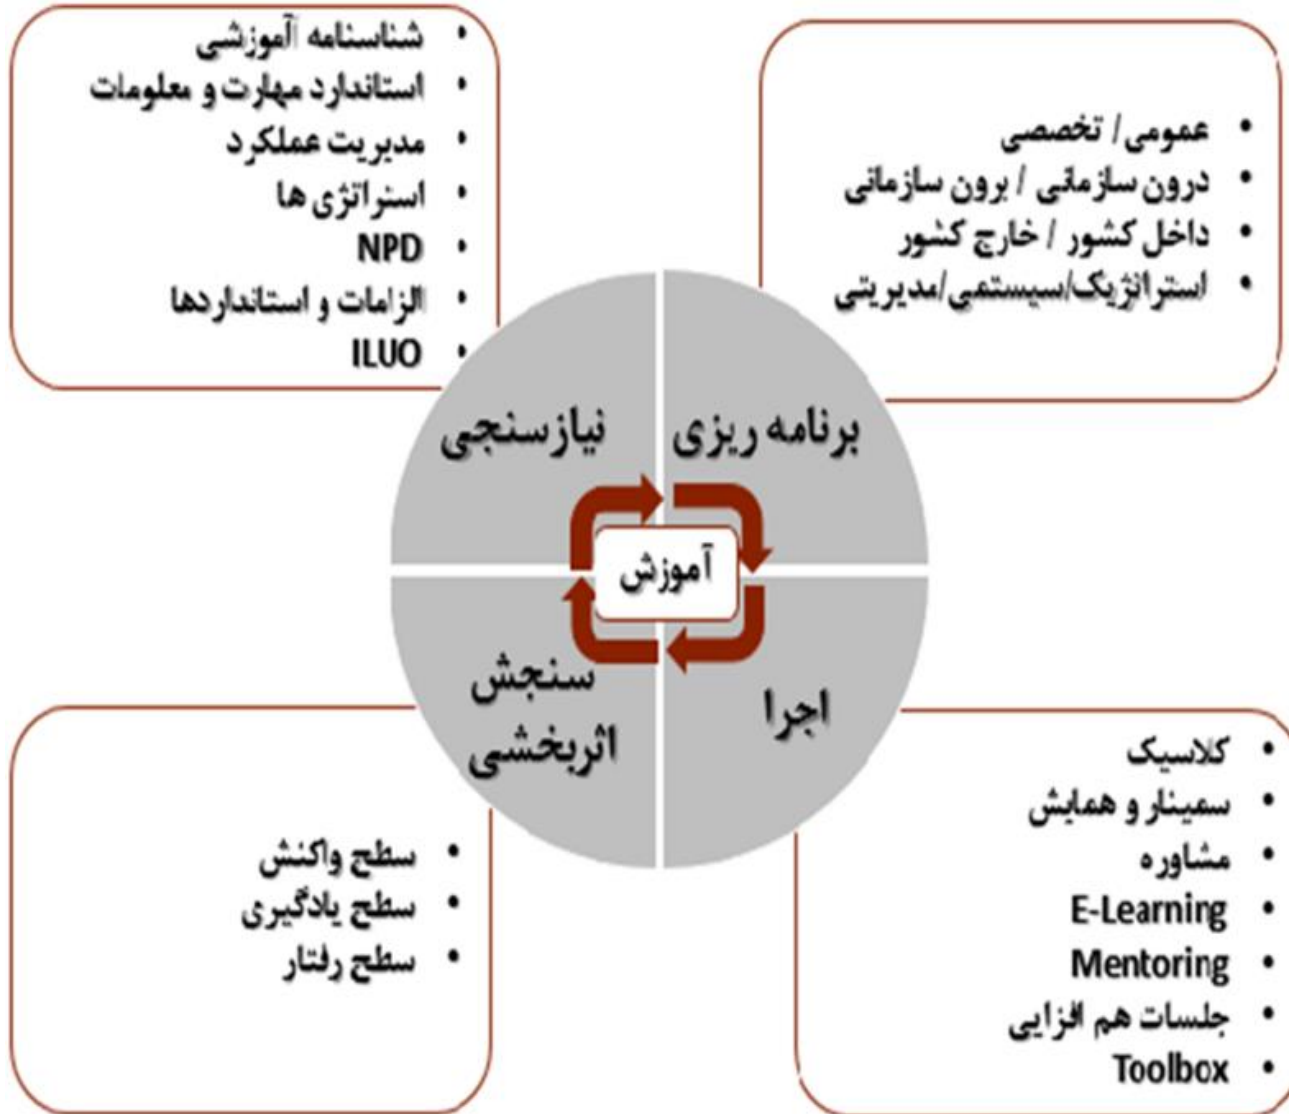 شناسنامه آموزشی
استاندارد مهارت و معلومات
مدیریت عملکرد
استراتژی ها
NPD
الزامات و استانداردها
ILUO
عمومی/ تخصصی
درون سازمانی / برون سازمانی
داخل کشور / خارج کشور
استراتژیک/سیستمی/مدیریتی
نیازسنجی
برنامه ریزی
آموزش
سنجش
اثربخشی
اجرا
سطح واکنش
سطح یادگیری
سطح رفتار
کلاسیک
سمینار و همایش
مشاوره
E-Learning
Mentoring
جلسات هم افزایی
Toolbox